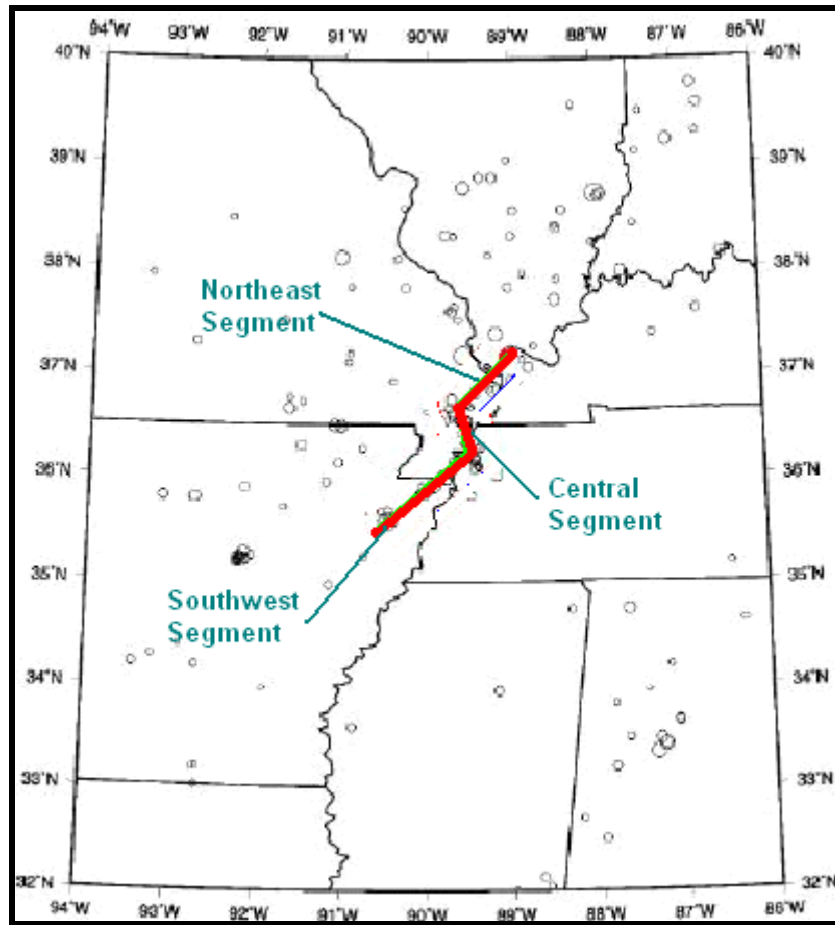 94°W 93°W 92°W 91°W 90°W 89°W 88°W 87°W 86°W
40°N 40°N
39°N 39°N
38°N 38°N
Northeast
Segment
37°N 37°N
36°N 36°N
Central
Segment
35°N 35°N
Southwest
Segment
34°N 34°N
33°N 33°N
32°N 32°N
94°W 93°W 92°W 91°W 90°W 89°W 88°W 87°W 86°W